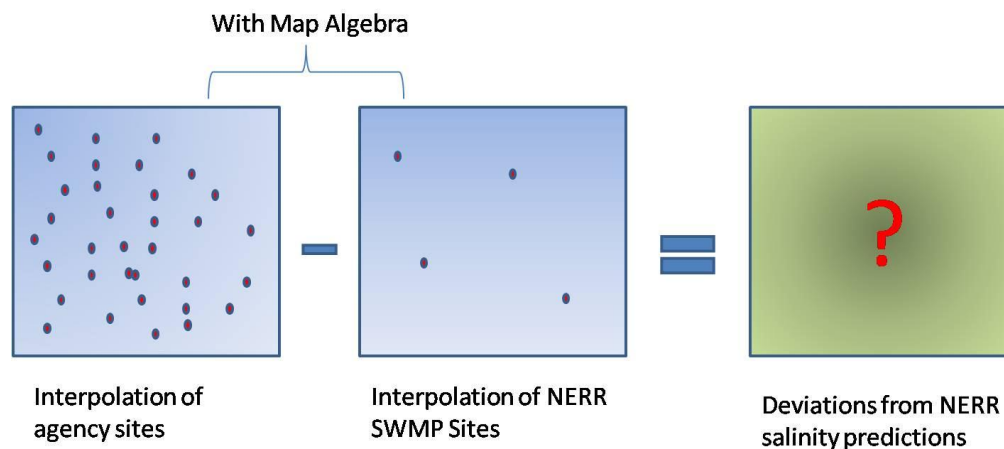 With Map Algebra
?
Interpolation of
agency sites
Interpolation of NERR
SWMP Sites
Deviations from NERR
salinity predictions